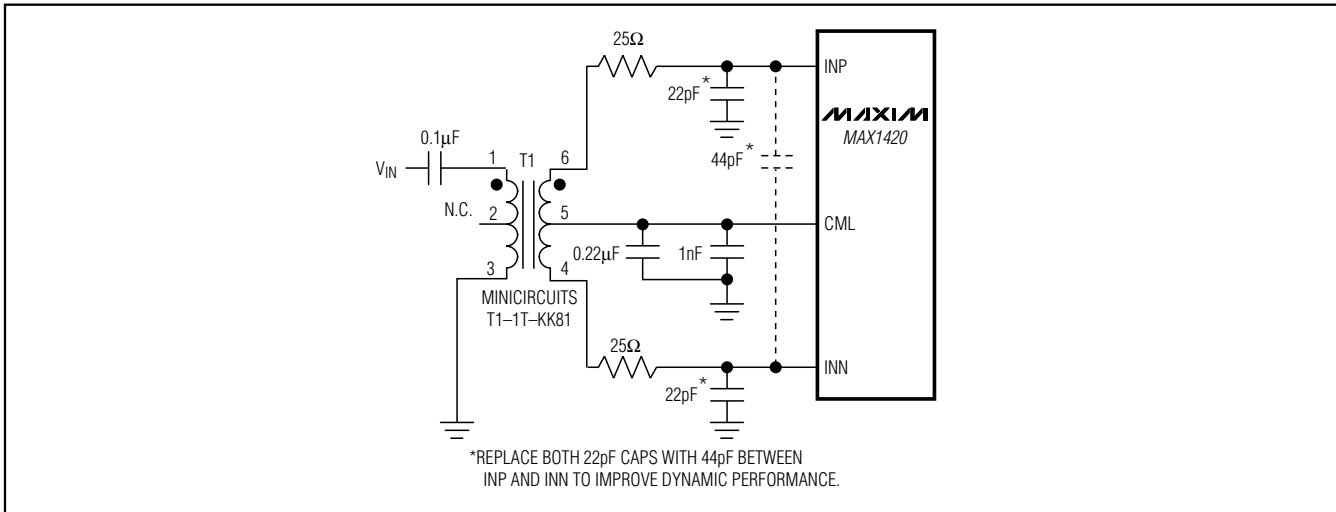 25Ω
INP
22pF*
MAXIM
MAX1420
0.1μF
44pF*
1 T1 6
VIN
N.C. 2 5
CML
0.22μF 1nF
3 4
MINICIRCUITS
T1–1T–KK81
25Ω
INN
22pF*
*REPLACE BOTH 22pF CAPS WITH 44pF BETWEEN
INP AND INN TO IMPROVE DYNAMIC PERFORMANCE.